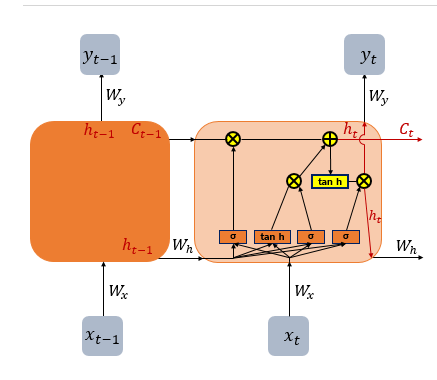 y_{t-1} y_t
W_y W_y
h_{t-1} C_{t-1} h_t C_t
tan h
h_t
σ tan h σ σ
h_{t-1} W_h W_h
W_x W_x
x_{t-1} x_t